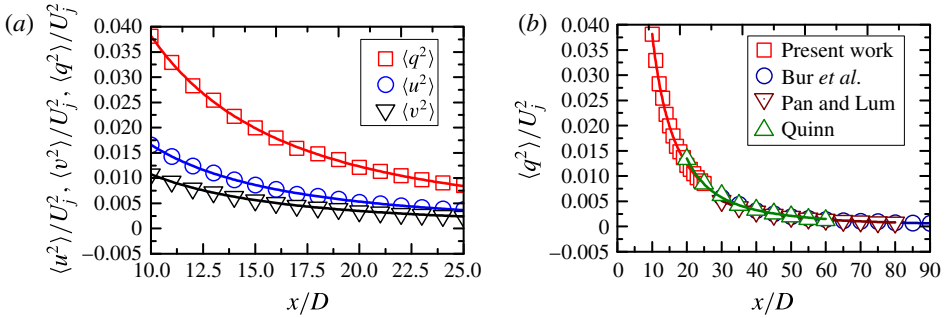 (a)
⟨u²⟩/U²ⱼ, ⟨v²⟩/U²ⱼ, ⟨q²⟩/U²ⱼ
0.040
0.035
0.030
0.025
0.020
0.015
0.010
0.005
0
−0.005
⟨q²⟩
⟨u²⟩
⟨v²⟩
10.0 12.5 15.0 17.5 20.0 22.5 25.0
x/D
(b)
⟨q²⟩/U²ⱼ
0.040
0.035
0.030
0.025
0.020
0.015
0.010
0.005
0
−0.005
Present work
Bur et al.
Pan and Lum
Quinn
0 10 20 30 40 50 60 70 80 90
x/D